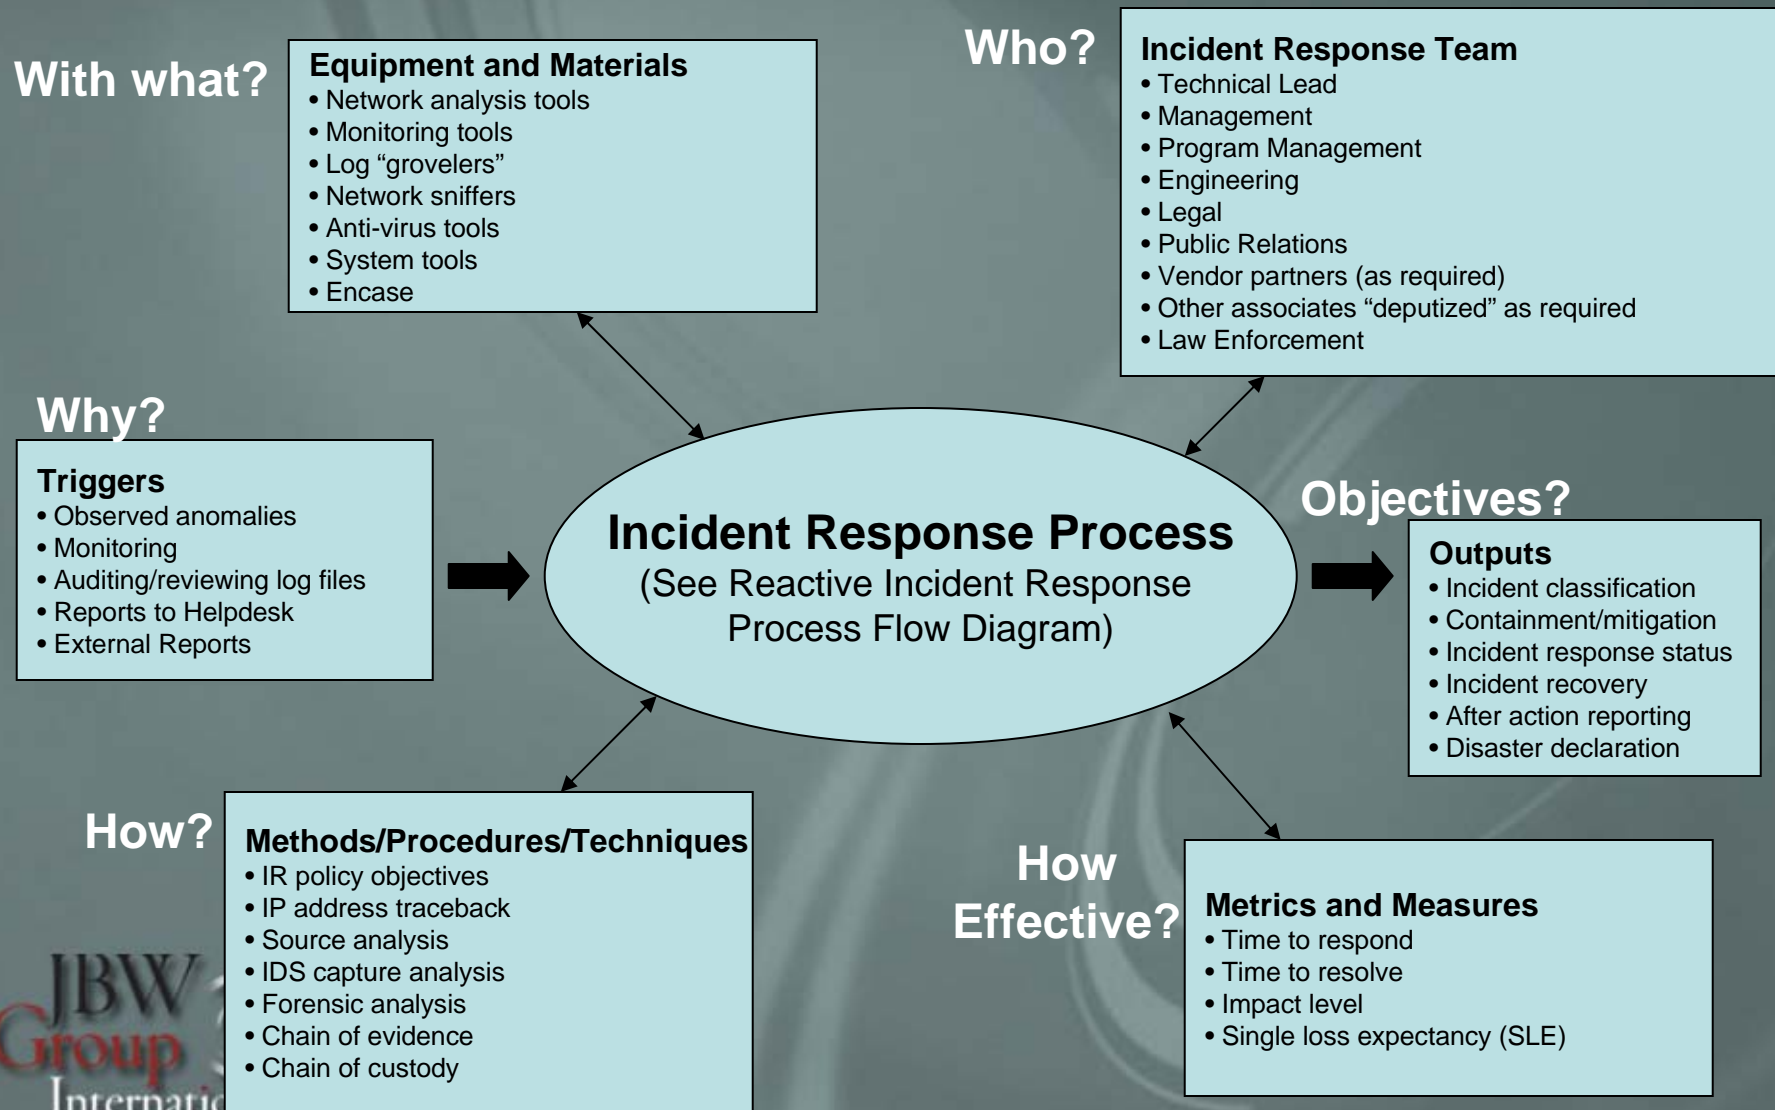 With what?
Equipment and Materials
• Network analysis tools
• Monitoring tools
• Log “grovelers”
• Network sniffers
• Anti-virus tools
• System tools
• Encase
Who?
Incident Response Team
• Technical Lead
• Management
• Program Management
• Engineering
• Legal
• Public Relations
• Vendor partners (as required)
• Other associates “deputized” as required
• Law Enforcement
Why?
Triggers
• Observed anomalies
• Monitoring
• Auditing/reviewing log files
• Reports to Helpdesk
• External Reports
Incident Response Process
(See Reactive Incident Response
Process Flow Diagram)
Objectives?
Outputs
• Incident classification
• Containment/mitigation
• Incident response status
• Incident recovery
• After action reporting
• Disaster declaration
How?
Methods/Procedures/Techniques
• IR policy objectives
• IP address traceback
• Source analysis
• IDS capture analysis
• Forensic analysis
• Chain of evidence
• Chain of custody
How
Effective?
Metrics and Measures
• Time to respond
• Time to resolve
• Impact level
• Single loss expectancy (SLE)
JBW
Group